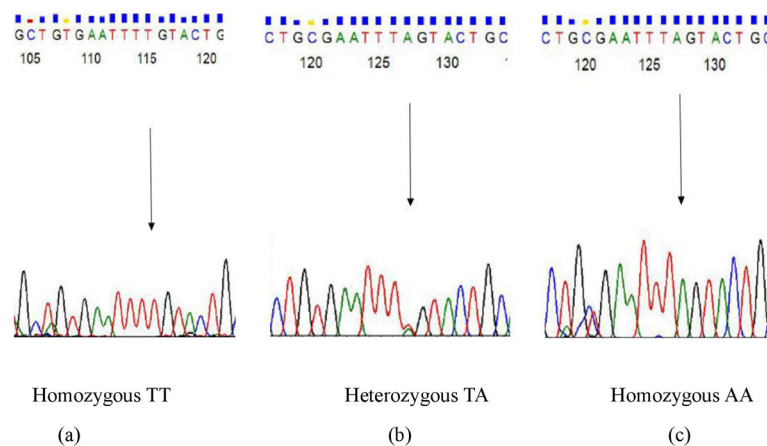 GCTGTGAATTTTGTACTG
105 110 115 120
CTGCGAATTTAGTACTGC
120 125 130
CTGCGAATTTAGTACTGC
120 125 130
Homozygous TT
Heterozygous TA
Homozygous AA
(a)
(b)
(c)